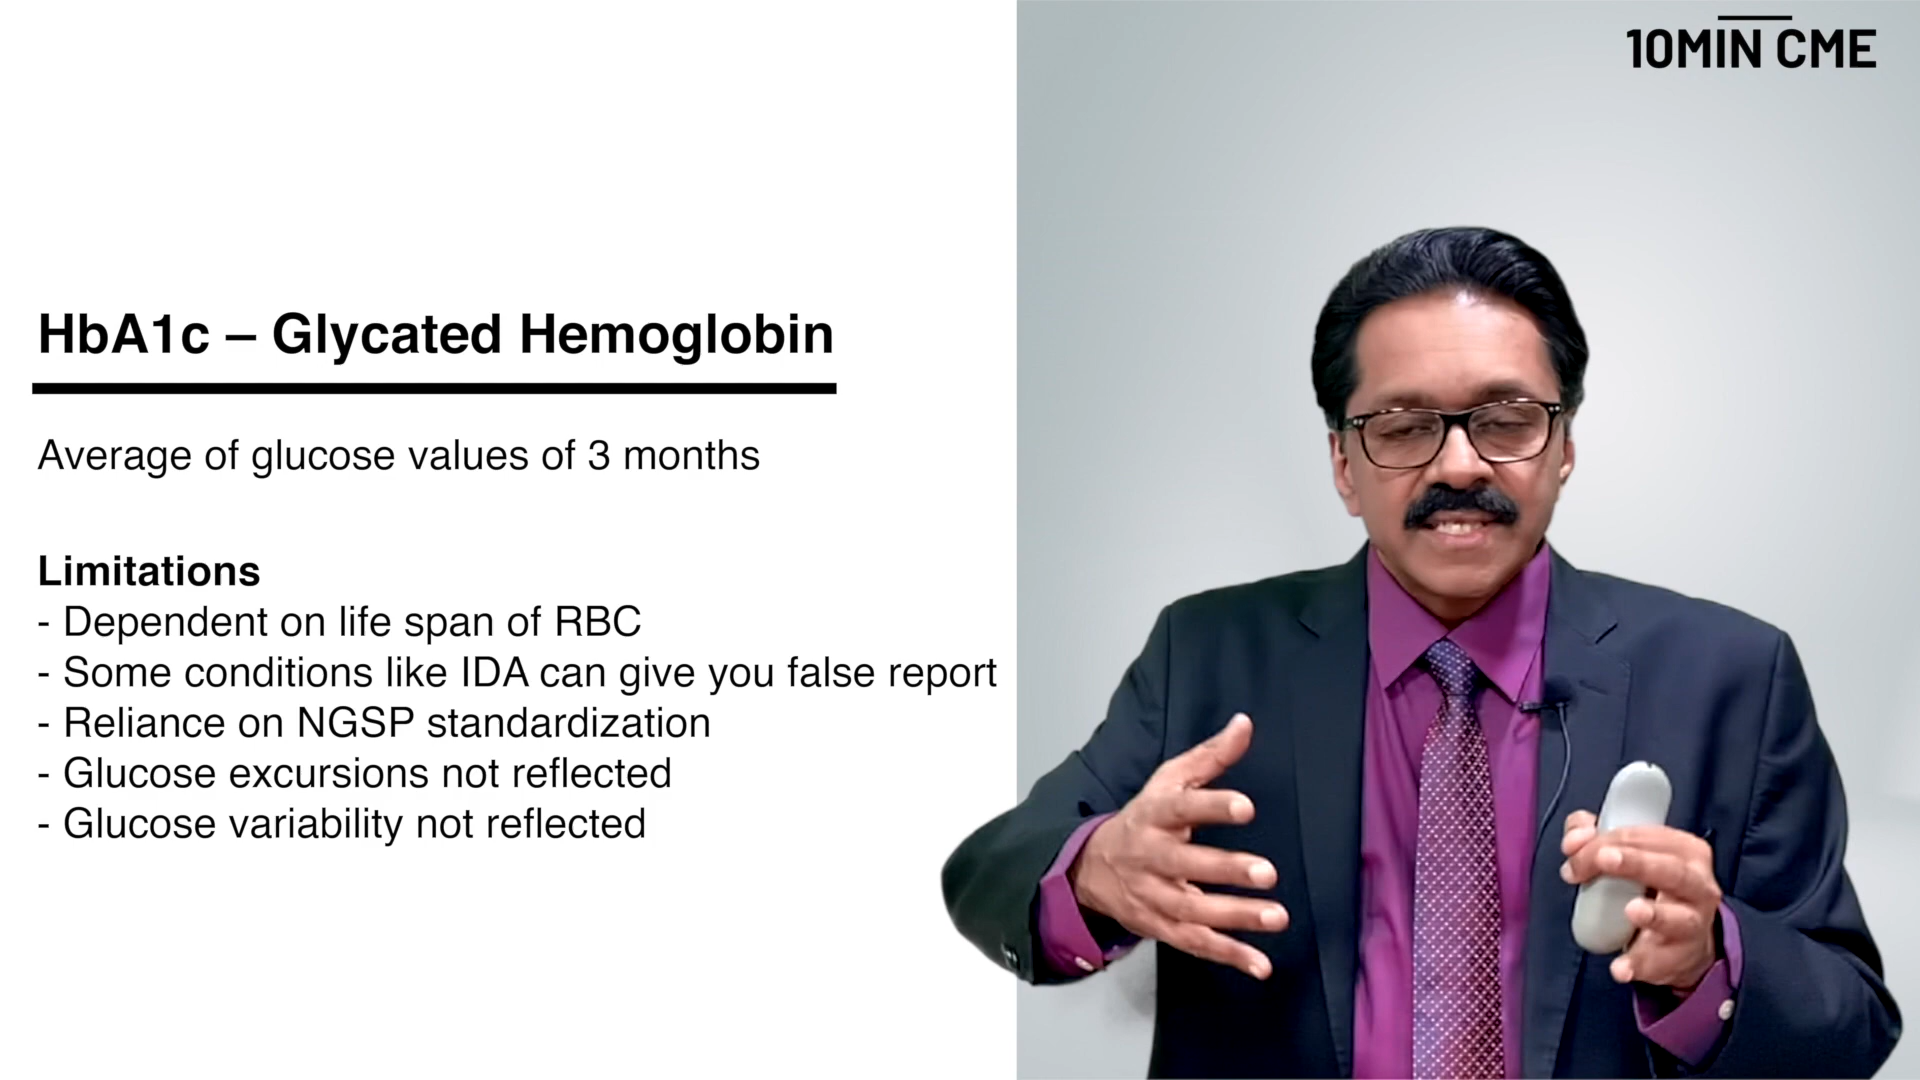 10MIN CME
HbA1c – Glycated Hemoglobin
Average of glucose values of 3 months
Limitations
- Dependent on life span of RBC
- Some conditions like IDA can give you false report
- Reliance on NGSP standardization
- Glucose excursions not reflected
- Glucose variability not reflected